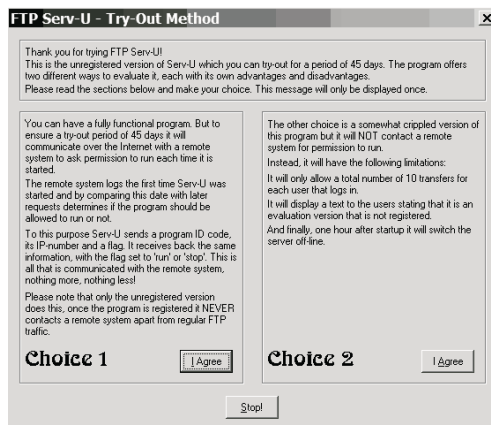 FTP Serv-U - Try-Out Method
Thank you for trying FTP Serv-U!
This is the unregistered version of Serv-U which you can try-out for a period of 45 days. The program offers
two different ways to evaluate it, each with its own advantages and disadvantages.
Please read the sections below and make your choice. This message will only be displayed once.
You can have a fully functional program. But to
ensure a try-out period of 45 days it will
communicate over the Internet with a remote
system to ask permission to run each time it is
started.
The remote system logs the first time Serv-U was
started and by comparing this date with later
requests determines if the program should be
allowed to run or not.
To this purpose Serv-U sends a program ID code,
its IP-number and a flag. It receives back the same
information, with the flag set to 'run' or 'stop'. This is
all that is communicated with the remote system,
nothing more, nothing less!
Please note that only the unregistered version
does this, once the program is registered it NEVER
contacts a remote system apart from regular FTP
traffic.
Choice 1
I Agree
The other choice is a somewhat crippled version of
this program but it will NOT contact a remote
system for permission to run.
Instead, it will have the following limitations:
It will only allow a total number of 10 transfers for
each user that logs in.
It will display a text to the users stating that it is an
evaluation version that is not registered.
And finally, one hour after startup it will switch the
server off-line.
Choice 2
I Agree
Stop!